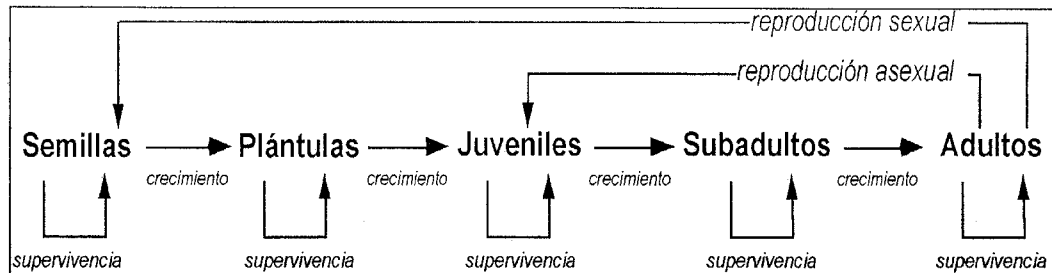 reproducción sexual
reproducción asexual
Semillas Plántulas Juveniles Subadultos Adultos
crecimiento crecimiento crecimiento crecimiento
supervivencia supervivencia supervivencia supervivencia supervivencia